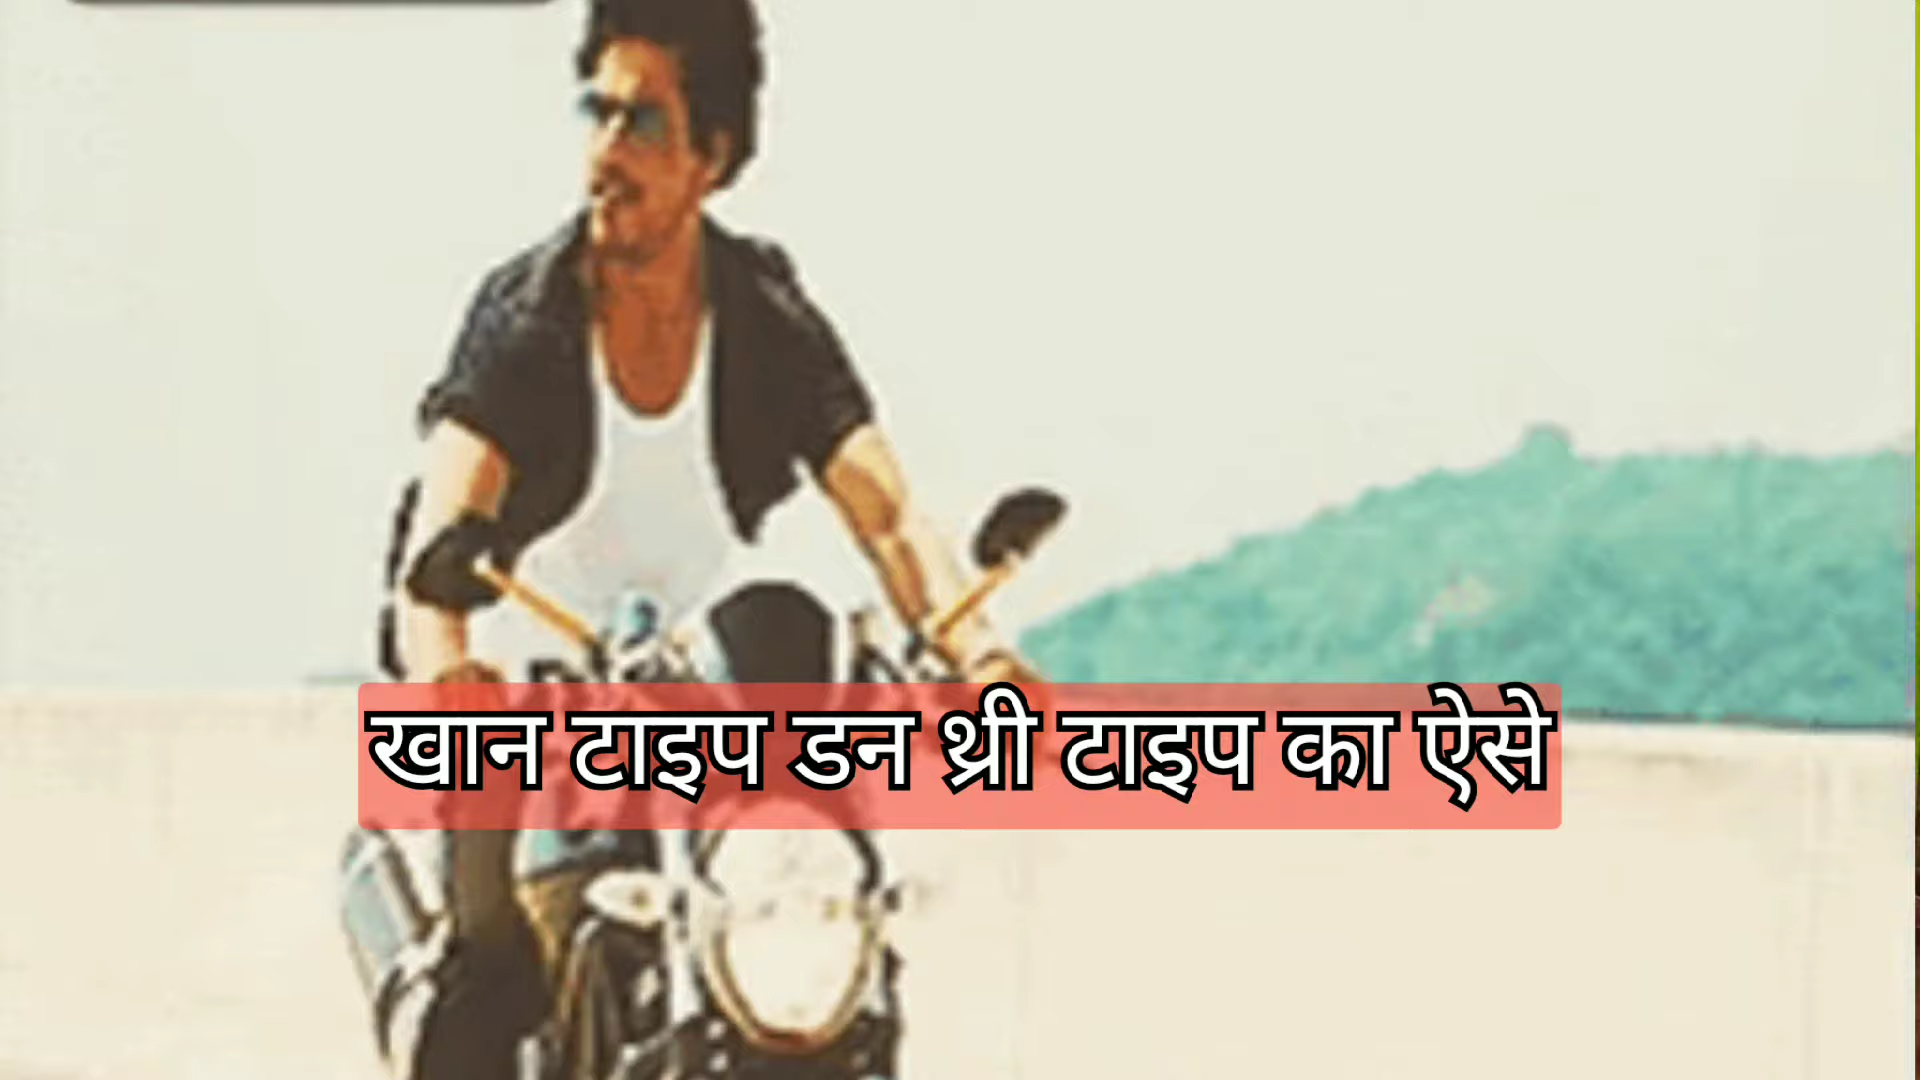 खान टाइप डन थ्री टाइप का ऐसे